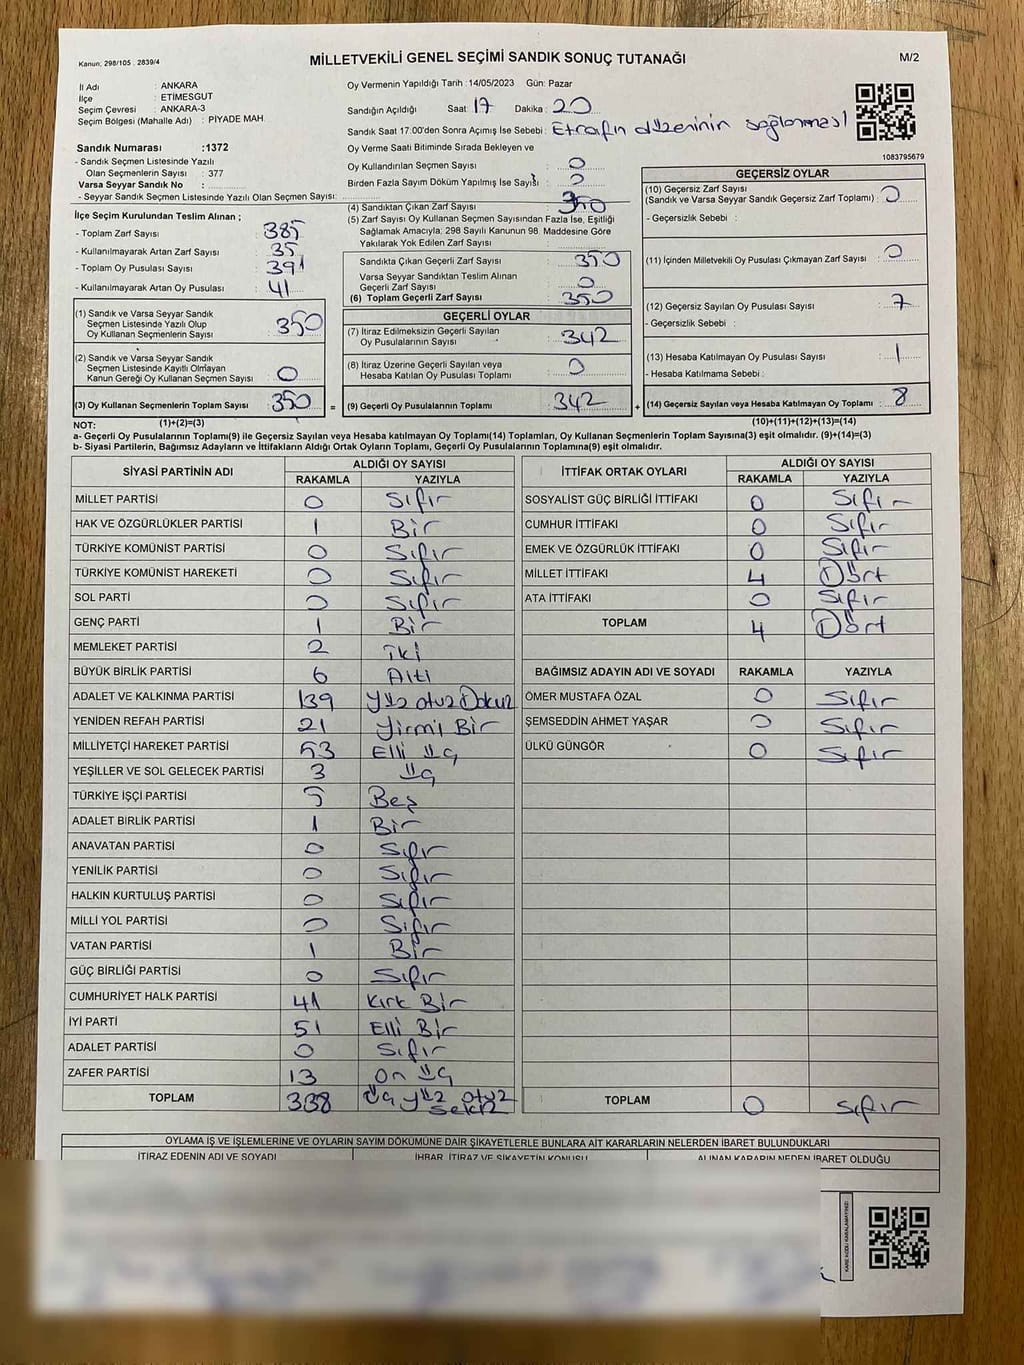 Kanun: 298/105 . 2839/4
MİLLETVEKİLİ GENEL SEÇİMİ SANDIK SONUÇ TUTANAĞI
M/2
İl Adı : ANKARA
İlçe : ETİMESGUT
Seçim Çevresi : ANKARA-3
Seçim Bölgesi (Mahalle Adı) : PİYADE MAH.
Sandık Numarası :1372
- Sandık Seçmen Listesinde Yazılı
Olan Seçmenlerin Sayısı : 377
Varsa Seyyar Sandık No :
- Seyyar Sandık Seçmen Listesinde Yazılı Olan Seçmen Sayısı:
Oy Vermenin Yapıldığı Tarih :14/05/2023 Gün: Pazar
Sandığın Açıldığı Saat 17 Dakika : 20
Sandık Saat 17.00'den Sonra Açımış İse Sebebi : Etrafın düzeninin sağlanması
Oy Verme Saati Bitiminde Sırada Bekleyen ve
Oy Kullandırılan Seçmen Sayısı : 0
Birden Fazla Sayım Döküm Yapılmış İse Sayısı : 0
1083795679
İlçe Seçim Kurulundan Teslim Alınan ;
- Toplam Zarf Sayısı : 385
- Kullanılmayarak Artan Zarf Sayısı : 35
- Toplam Oy Pusulası Sayısı : 391
- Kullanılmayarak Artan Oy Pusulası : 41
(1) Sandık ve Varsa Seyyar Sandık
Seçmen Listesinde Yazılı Olup
Oy Kullanan Seçmenlerin Sayısı : 350
(2) Sandık ve Varsa Seyyar Sandık
Seçmen Listesinde Kayıtlı Olmayan
Kanun Gereği Oy Kullanan Seçmen Sayısı : 0
(3) Oy Kullanan Seçmenlerin Toplam Sayısı : 350 =
(4) Sandıktan Çıkan Zarf Sayısı : 350
(5) Zarf Sayısı Oy Kullanan Seçmen Sayısından Fazla İse, Eşitliği
Sağlamak Amacıyla; 298 Sayılı Kanunun 98. Maddesine Göre
Yakılarak Yok Edilen Zarf Sayısı :
Sandıkta Çıkan Geçerli Zarf Sayısı : 350
Varsa Seyyar Sandıktan Teslim Alınan
Geçerli Zarf Sayısı : 0
(6) Toplam Geçerli Zarf Sayısı : 350
GEÇERLİ OYLAR
(7) İtiraz Edilmeksizin Geçerli Sayılan
Oy Pusulalarının Sayısı : 342
(8) İtiraz Üzerine Geçerli Sayılan veya
Hesaba Katılan Oy Pusulası Toplamı : 0
(9) Geçerli Oy Pusulalarının Toplamı : 342 +
GEÇERSİZ OYLAR
(10) Geçersiz Zarf Sayısı
(Sandık ve Varsa Seyyar Sandık Geçersiz Zarf Toplamı) : 0
- Geçersizlik Sebebi :
(11) İçinden Milletvekili Oy Pusulası Çıkmayan Zarf Sayısı : 0
(12) Geçersiz Sayılan Oy Pusulası Sayısı : 7
- Geçersizlik Sebebi :
(13) Hesaba Katılmayan Oy Pusulası Sayısı : 1
- Hesaba Katılmama Sebebi :
(14) Geçersiz Sayılan veya Hesaba Katılmayan Oy Toplamı : 8
NOT: (1)+(2)=(3) (10)+(11)+(12)+(13)=(14)
a- Geçerli Oy Pusulalarının Toplamı(9) ile Geçersiz Sayılan veya Hesaba katılmayan Oy Toplamı(14) Toplamları, Oy Kullanan Seçmenlerin Toplam Sayısına(3) eşit olmalıdır. (9)+(14)=(3)
b- Siyasi Partilerin, Bağımsız Adayların ve İttifakların Aldığı Ortak Oyların Toplamı, Geçerli Oy Pusulalarının Toplamına(9) eşit olmalıdır.
SİYASİ PARTİNİN ADI ALDIĞI OY SAYISI
RAKAMLA YAZIYLA
MİLLET PARTİSİ 0 Sıfır
HAK VE ÖZGÜRLÜKLER PARTİSİ 1 Bir
TÜRKİYE KOMÜNİST PARTİSİ 0 Sıfır
TÜRKİYE KOMÜNİST HAREKETİ 0 Sıfır
SOL PARTİ 0 Sıfır
GENÇ PARTİ 1 Bir
MEMLEKET PARTİSİ 2 iki
BÜYÜK BİRLİK PARTİSİ 6 Altı
ADALET VE KALKINMA PARTİSİ 139 Yüz otuz Dokuz
YENİDEN REFAH PARTİSİ 21 Yirmi Bir
MİLLİYETÇİ HAREKET PARTİSİ 53 Elli üç
YEŞİLLER VE SOL GELECEK PARTİSİ 3 üç
TÜRKİYE İŞÇİ PARTİSİ 5 Beş
ADALET BİRLİK PARTİSİ 1 Bir
ANAVATAN PARTİSİ 0 Sıfır
YENİLİK PARTİSİ 0 Sıfır
HALKIN KURTULUŞ PARTİSİ 0 Sıfır
MİLLİ YOL PARTİSİ 0 Sıfır
VATAN PARTİSİ 1 Bir
GÜÇ BİRLİĞİ PARTİSİ 0 Sıfır
CUMHURİYET HALK PARTİSİ 41 Kırk Bir
İYİ PARTİ 51 Elli Bir
ADALET PARTİSİ 0 Sıfır
ZAFER PARTİSİ 13 On üç
TOPLAM 338 üç yüz otuz sekiz
İTTİFAK ORTAK OYLARI ALDIĞI OY SAYISI
RAKAMLA YAZIYLA
SOSYALİST GÜÇ BİRLİĞİ İTTİFAKI 0 Sıfır
CUMHUR İTTİFAKI 0 Sıfır
EMEK VE ÖZGÜRLÜK İTTİFAKI 0 Sıfır
MİLLET İTTİFAKI 4 Dört
ATA İTTİFAKI 0 Sıfır
TOPLAM 4 Dört
BAĞIMSIZ ADAYIN ADI VE SOYADI RAKAMLA YAZIYLA
ÖMER MUSTAFA ÖZAL 0 Sıfır
ŞEMSEDDİN AHMET YAŞAR 0 Sıfır
ÜLKÜ GÜNGÖR 0 Sıfır
TOPLAM 0 Sıfır
OYLAMA İŞ VE İŞLEMLERİNE VE OYLARIN SAYIM DÖKÜMÜNE DAİR ŞİKAYETLERLE BUNLARA AİT KARARLARIN NELERDEN İBARET BULUNDUKLARI
İTİRAZ EDENİN ADI VE SOYADI İHBAR, İTİRAZ VE ŞİKAYETİN KONUSU ALINAN KARARIN NEDEN İBARET OLDUĞU